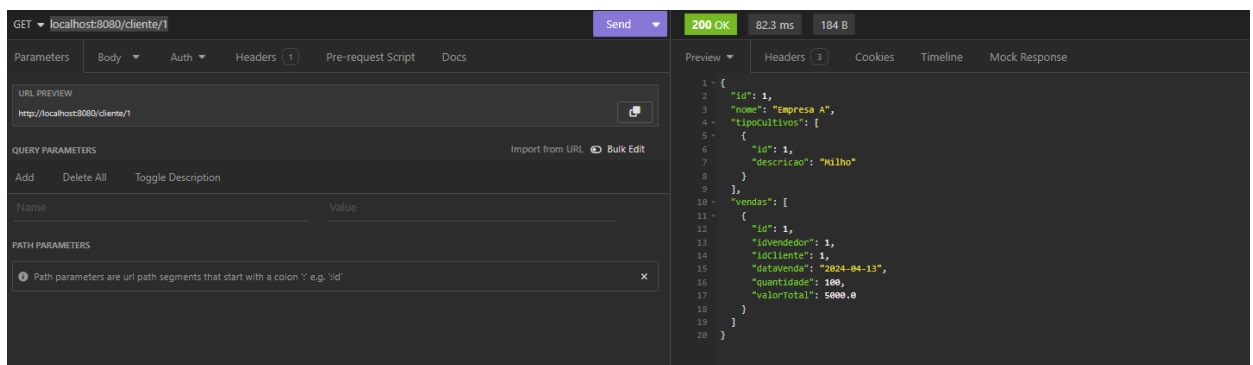 GET localhost:8080/cliente/1 Send
Parameters Body Auth Headers 1 Pre-request Script Docs
URL PREVIEW
http://localhost:8080/cliente/1
QUERY PARAMETERS Import from URL Bulk Edit
Add Delete All Toggle Description
Name Value
PATH PARAMETERS
Path parameters are url path segments that start with a colon ':' e.g. ':id'
200 OK 82.3 ms 184 B
Preview Headers 3 Cookies Timeline Mock Response
1 {
2 "id": 1,
3 "nome": "Empresa A",
4 "tipoCultivos": [
5 {
6 "id": 1,
7 "descricao": "Milho"
8 }
9 ],
10 "vendas": [
11 {
12 "id": 1,
13 "idVendedor": 1,
14 "idCliente": 1,
15 "dataVenda": "2024-04-13",
16 "quantidade": 100,
17 "valorTotal": 5000.0
18 }
19 ]
20 }